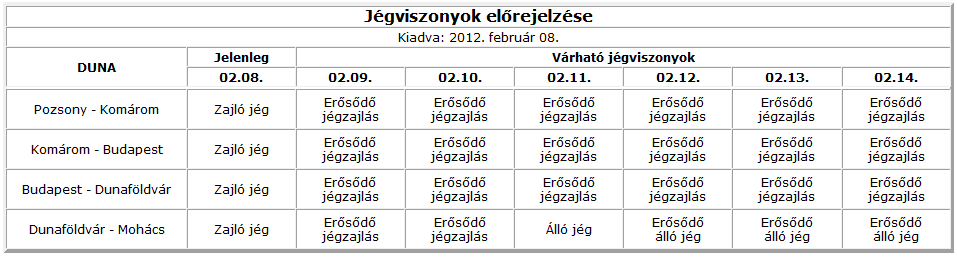 Jégviszonyok előrejelzése
Kiadva: 2012. február 08.
DUNA Jelenleg Várható jégviszonyok
02.08. 02.09. 02.10. 02.11. 02.12. 02.13. 02.14.
Pozsony - Komárom Zajló jég Erősődő jégzajlás Erősődő jégzajlás Erősődő jégzajlás Erősődő jégzajlás Erősődő jégzajlás Erősődő jégzajlás
Komárom - Budapest Zajló jég Erősődő jégzajlás Erősődő jégzajlás Erősődő jégzajlás Erősődő jégzajlás Erősődő jégzajlás Erősődő jégzajlás
Budapest - Dunaföldvár Zajló jég Erősődő jégzajlás Erősődő jégzajlás Erősődő jégzajlás Erősődő jégzajlás Erősődő jégzajlás Erősődő jégzajlás
Dunaföldvár - Mohács Zajló jég Erősődő jégzajlás Erősődő jégzajlás Álló jég Erősődő álló jég Erősődő álló jég Erősődő álló jég